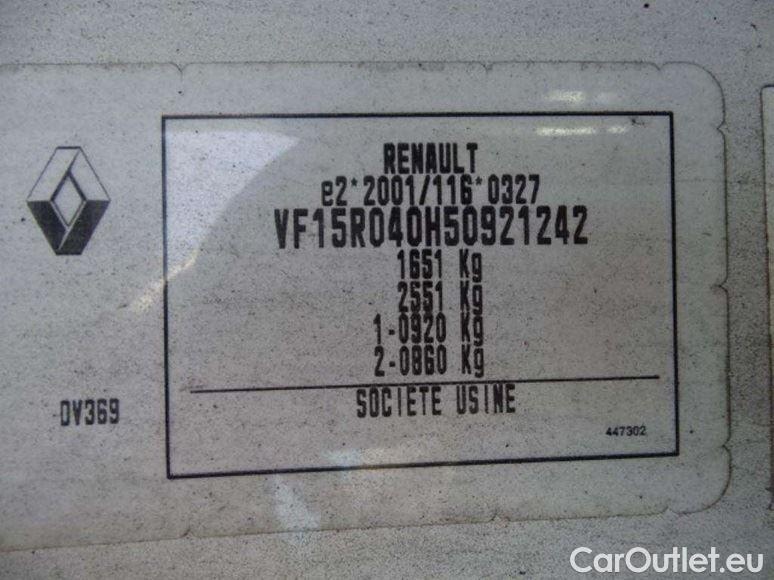 RENAULT
e2*2001/116*0327
VF15R040H50921242
1651 Kg
2551 Kg
1-0920 Kg
2-0860 Kg
SOCIETE USINE
DV369
447302
CarOutlet.eu